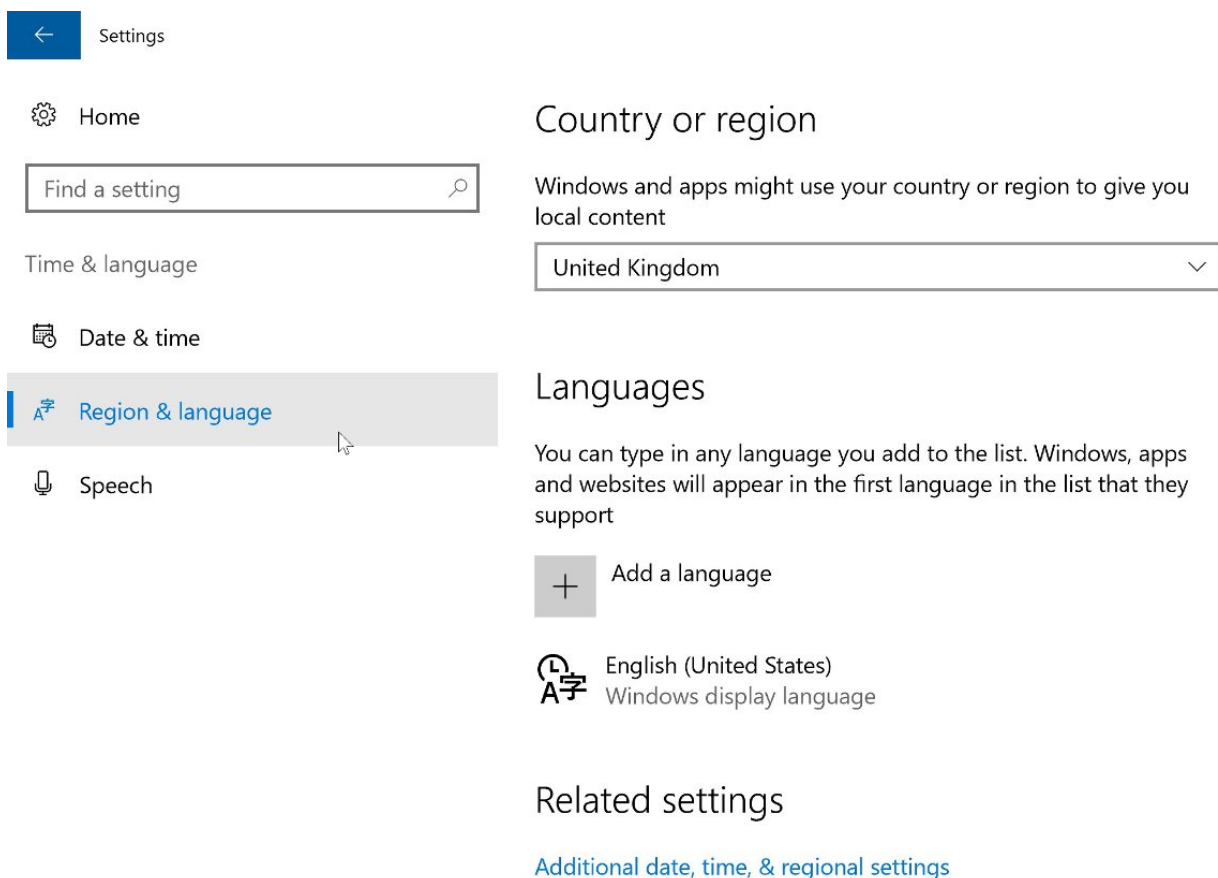 Settings
Home
Find a setting
Time & language
Date & time
Region & language
Speech
Country or region
Windows and apps might use your country or region to give you
local content
United Kingdom
Languages
You can type in any language you add to the list. Windows, apps
and websites will appear in the first language in the list that they
support
Add a language
English (United States)
Windows display language
Related settings
Additional date, time, & regional settings